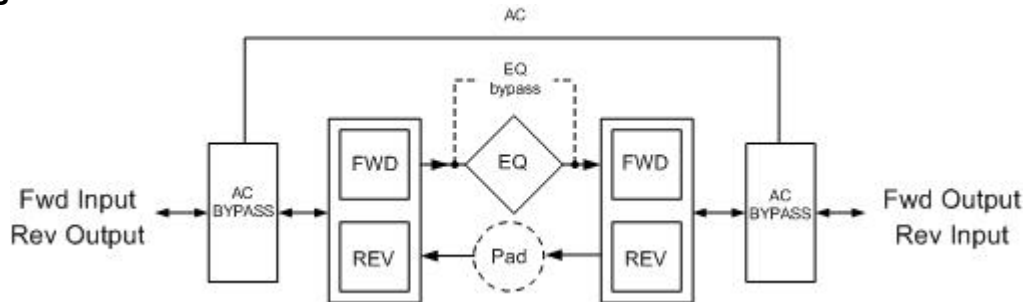 AC
EQ
bypass
FWD
EQ
FWD
AC
BYPASS
AC
BYPASS
Fwd Input
Rev Output
Fwd Output
Rev Input
REV
Pad
REV